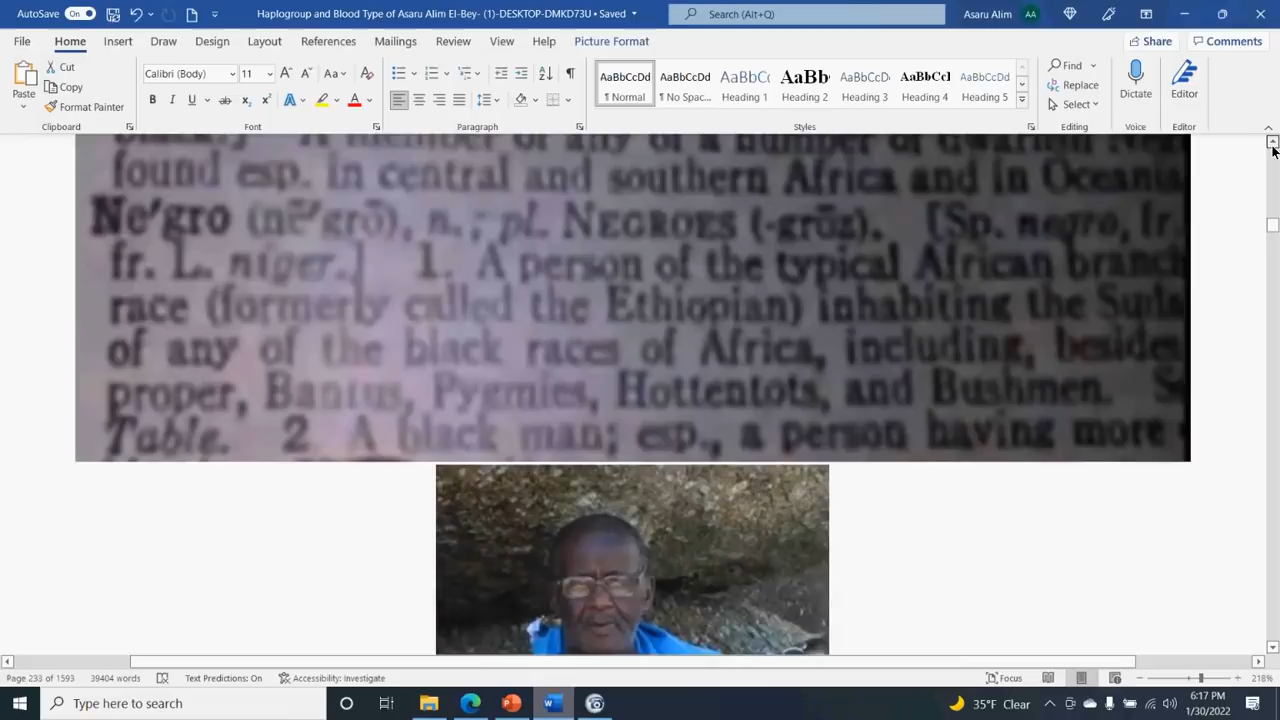 AutoSave On Haplogroup and Blood Type of Asaru Alim El-Bey- (1)-DESKTOP-DMKD73U • Saved Search (Alt+Q) Asaru Alim AA
File Home Insert Draw Design Layout References Mailings Review View Help Picture Format Share Comments
Paste Cut Copy Format Painter Clipboard
Calibri (Body) 11 Font
Paragraph
AaBbCcDd AaBbCcDd AaBbCc AaBb AaBbCcD AaBbCcI AaBbCcDd
¶ Normal ¶ No Spac... Heading 1 Heading 2 Heading 3 Heading 4 Heading 5
Styles
Find Replace Select Editing
Dictate Voice
Editor Editor
found esp. in central and southern Africa and in Oceania
Ne'gro (nē'grō), n.; pl. NEGROES (-grōz). [Sp. negro, fr.
fr. L. niger.] 1. A person of the typical African branch
race (formerly called the Ethiopian) inhabiting the Suda
of any of the black races of Africa, including, besides
proper, Bantus, Pygmies, Hottentots, and Bushmen.
Table. 2 A black man; esp., a person having more
Page 233 of 1593 39404 words Text Predictions: On Accessibility: Investigate Focus 218%
Type here to search 35°F Clear 6:17 PM
1/30/2022